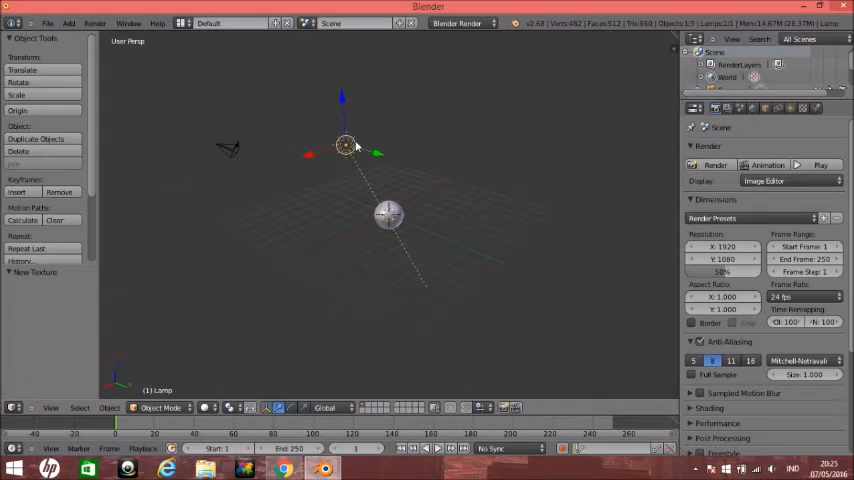 Blender
File Render Window Help Default Scene Blender Render v2.68 | Verts:482 | Faces:512 | Tris:960 | Objects:1/3 | Lamps:1/1 | Mem:14.67M (28.37M) | Lamp
Object Tools
Transform:
Translate
Rotate
Scale
Origin
Object:
Duplicate Objects
Delete
Join
Keyframes:
Insert Remove
Motion Paths:
Calculate Clear
Repeat:
Repeat Last
History...
New Texture
User Persp
(1) Lamp
View Select Object Object Mode Global
View Search All Scenes
Scene
RenderLayers
World
Scene
Render
Render Animation Play
Display: Image Editor
Dimensions
Render Presets
Resolution: Frame Range:
X: 1920 Start Frame: 1
Y: 1080 End Frame: 250
50% Frame Step: 1
Aspect Ratio: Frame Rate:
X: 1.000 24 fps
Y: 1.000 Time Remapping
Border Crop O: 100 N: 100
Anti-Aliasing
5 8 11 16 Mitchell-Netravali
Full Sample Size: 1.000
Sampled Motion Blur
Shading
Performance
Post Processing
Freestyle
-40 -20 0 20 40 60 80 100 120 140 160 180 200 220 240 260
View Marker Frame Playback Start: 1 End: 250 1 No Sync
IND
20:25
07/05/2016